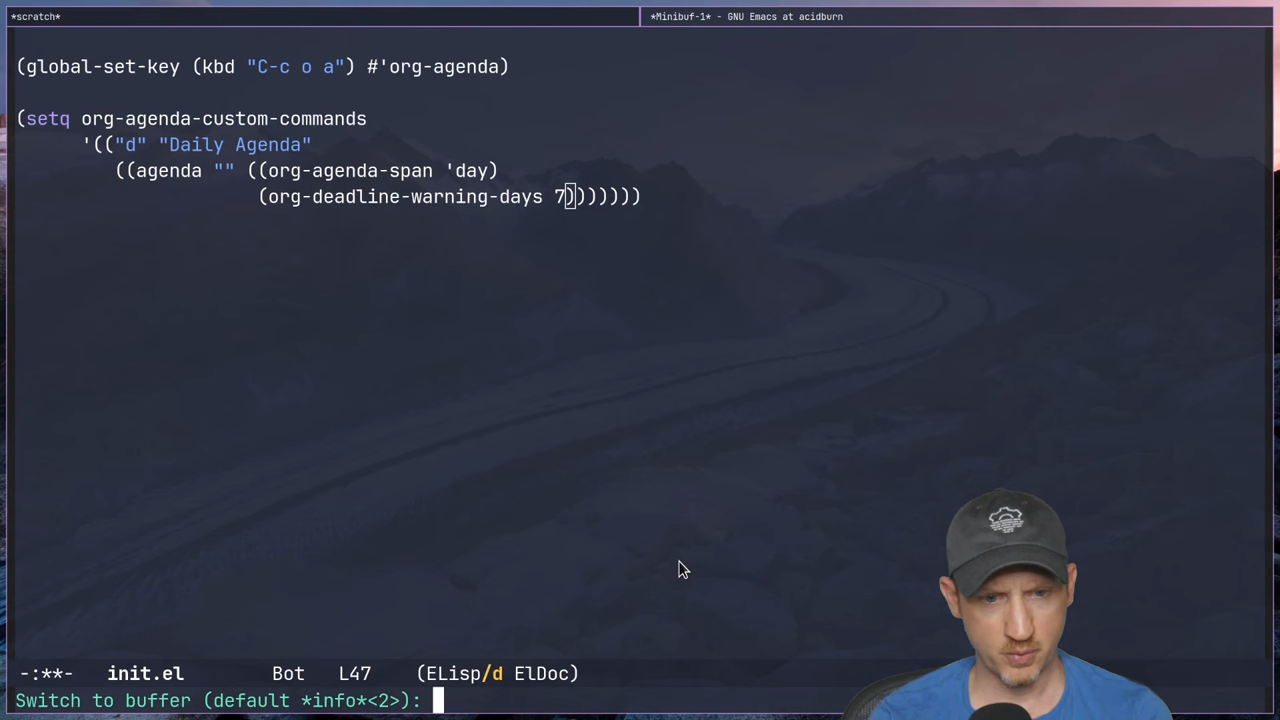 *scratch*
*Minibuf-1* - GNU Emacs at acidburn
(global-set-key (kbd "C-c o a") #'org-agenda)
(setq org-agenda-custom-commands
'(("d" "Daily Agenda"
((agenda "" ((org-agenda-span 'day)
(org-deadline-warning-days 7)))))))
-:**- init.el Bot L47 (ELisp/d ElDoc)
Switch to buffer (default *info*<2>):